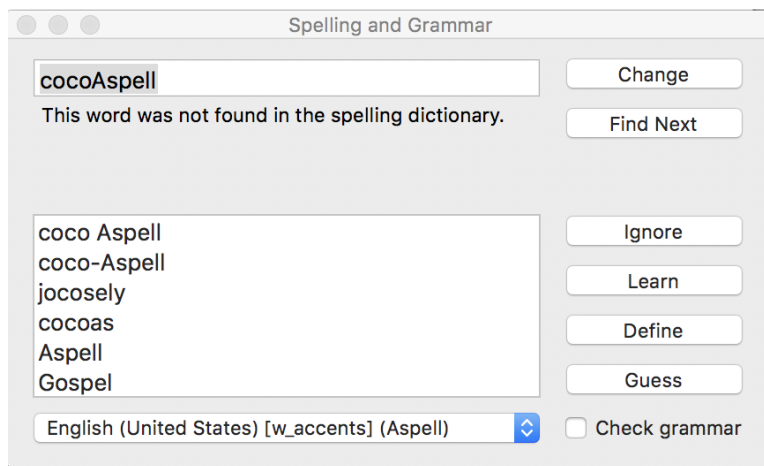 Spelling and Grammar
cocoAspell
Change
This word was not found in the spelling dictionary.
Find Next
coco Aspell
coco-Aspell
jocosely
cocoas
Aspell
Gospel
Ignore
Learn
Define
Guess
English (United States) [w_accents] (Aspell)
Check grammar